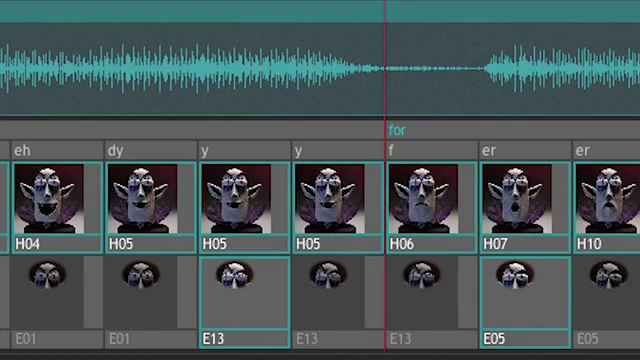 for
eh dy y y f er er
H04 H05 H05 H05 H06 H07 H10
E01 E01 E13 E13 E13 E05 E05